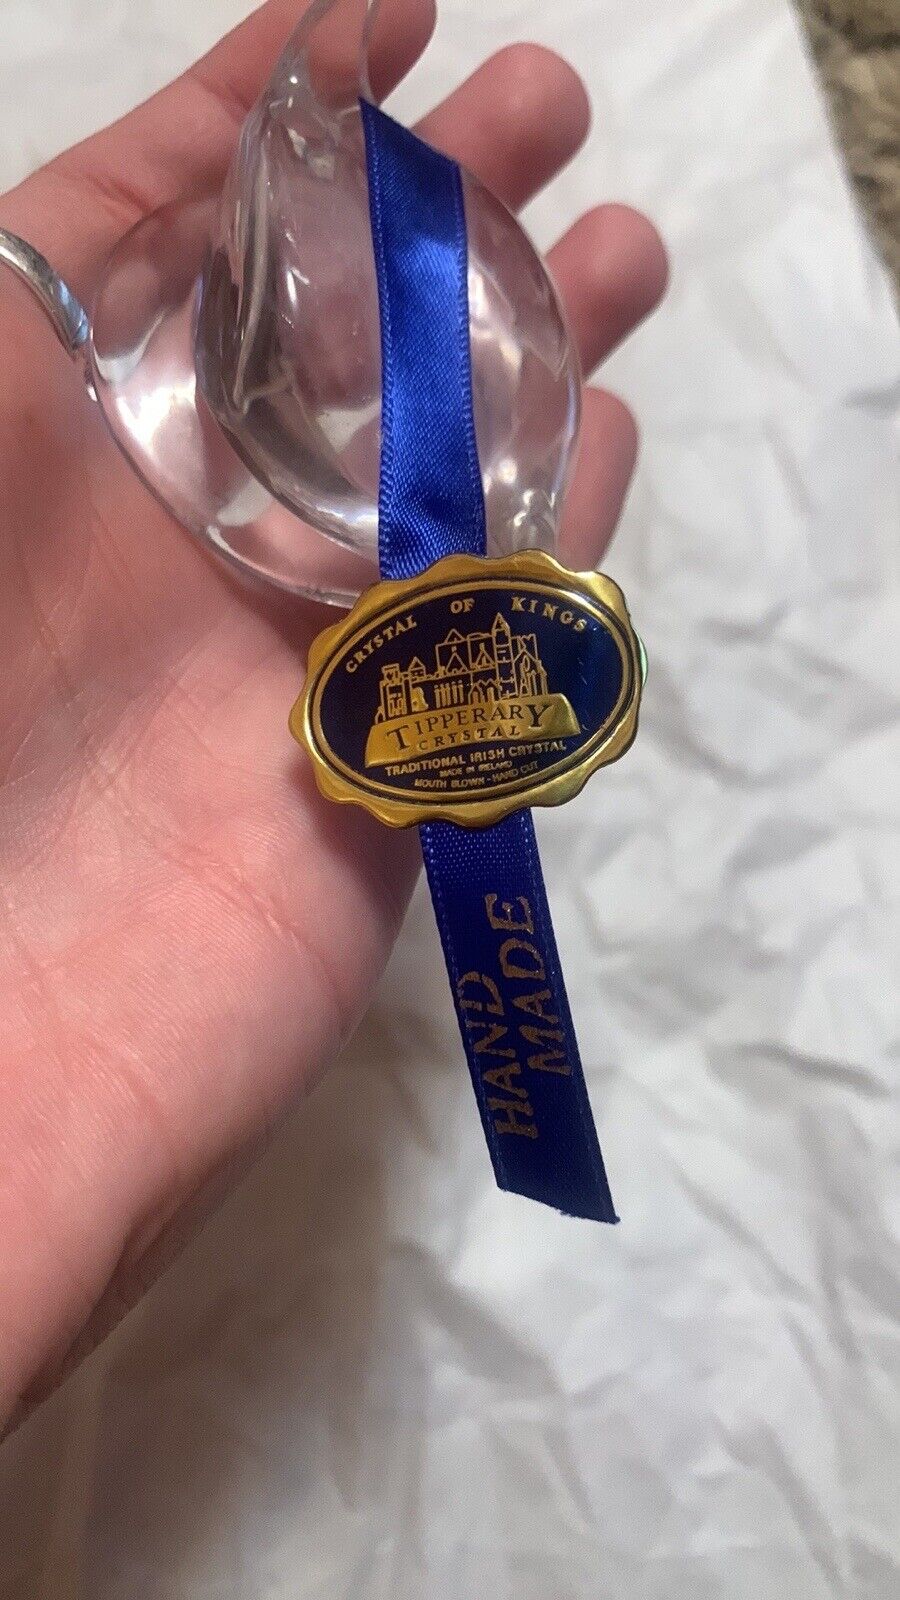 CRYSTAL OF KINGS
TIPPERARY
CRYSTAL
TRADITIONAL IRISH CRYSTAL
MADE IN IRELAND
MOUTH BLOWN - HAND CUT
HAND
MADE